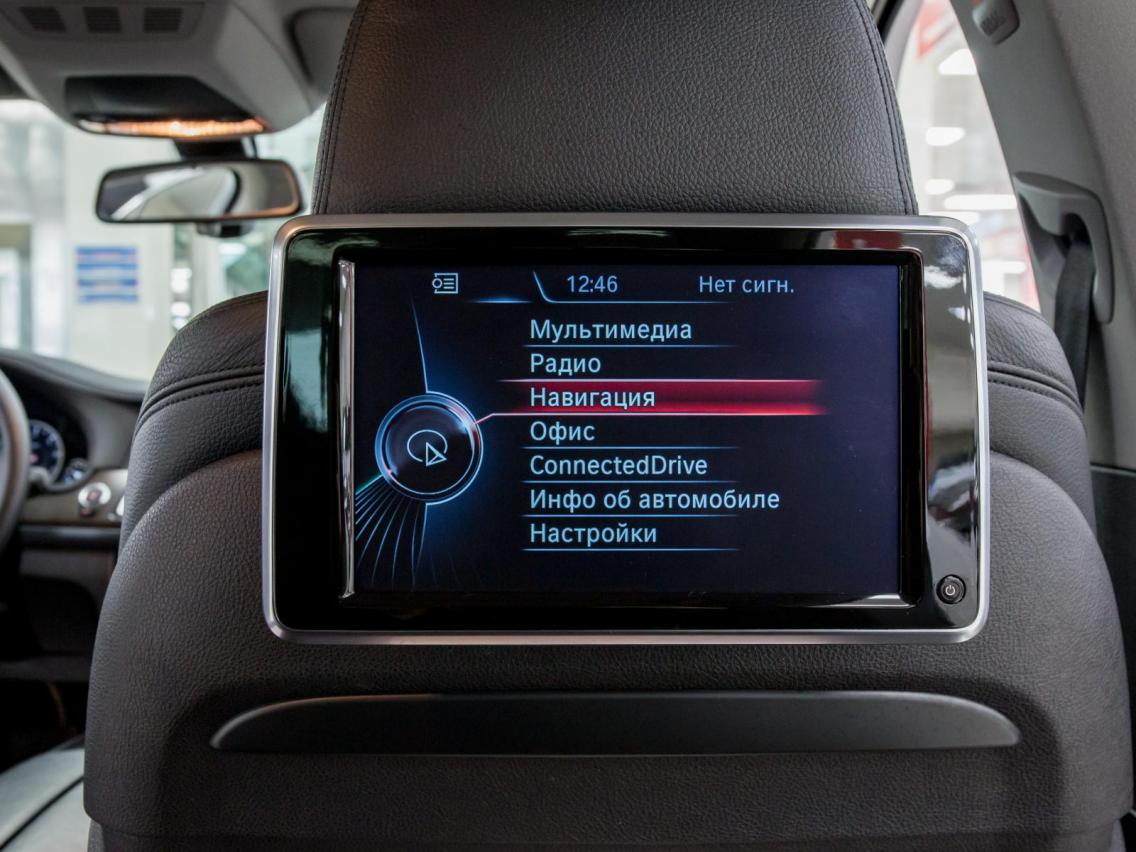 12:46 Нет сигн.
Мультимедиа
Радио
Навигация
Офис
ConnectedDrive
Инфо об автомобиле
Настройки